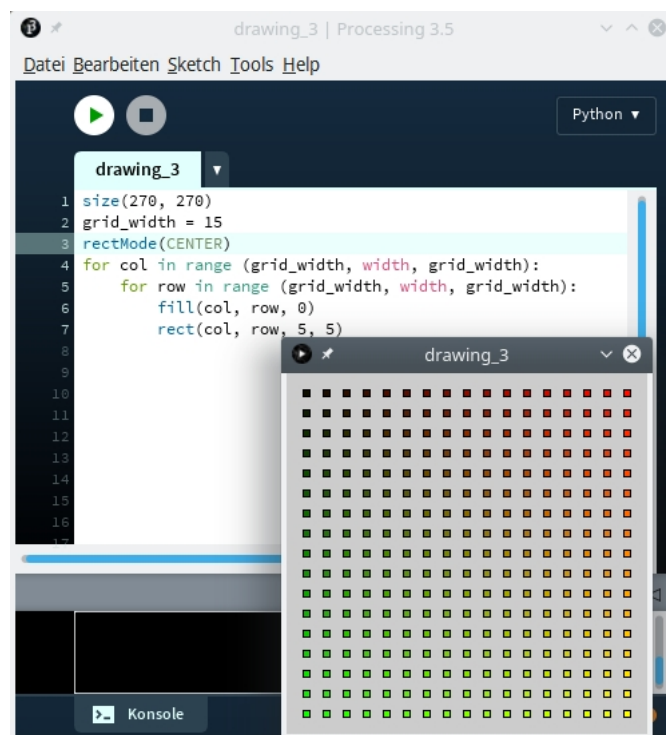 drawing_3 | Processing 3.5
Datei Bearbeiten Sketch Tools Help
Python ▼
drawing_3 ▼
1 size(270, 270)
2 grid_width = 15
3 rectMode(CENTER)
4 for col in range (grid_width, width, grid_width):
5     for row in range (grid_width, width, grid_width):
6         fill(col, row, 0)
7         rect(col, row, 5, 5)
8
9
10
11
12
13
14
15
16
17
drawing_3
>_ Konsole